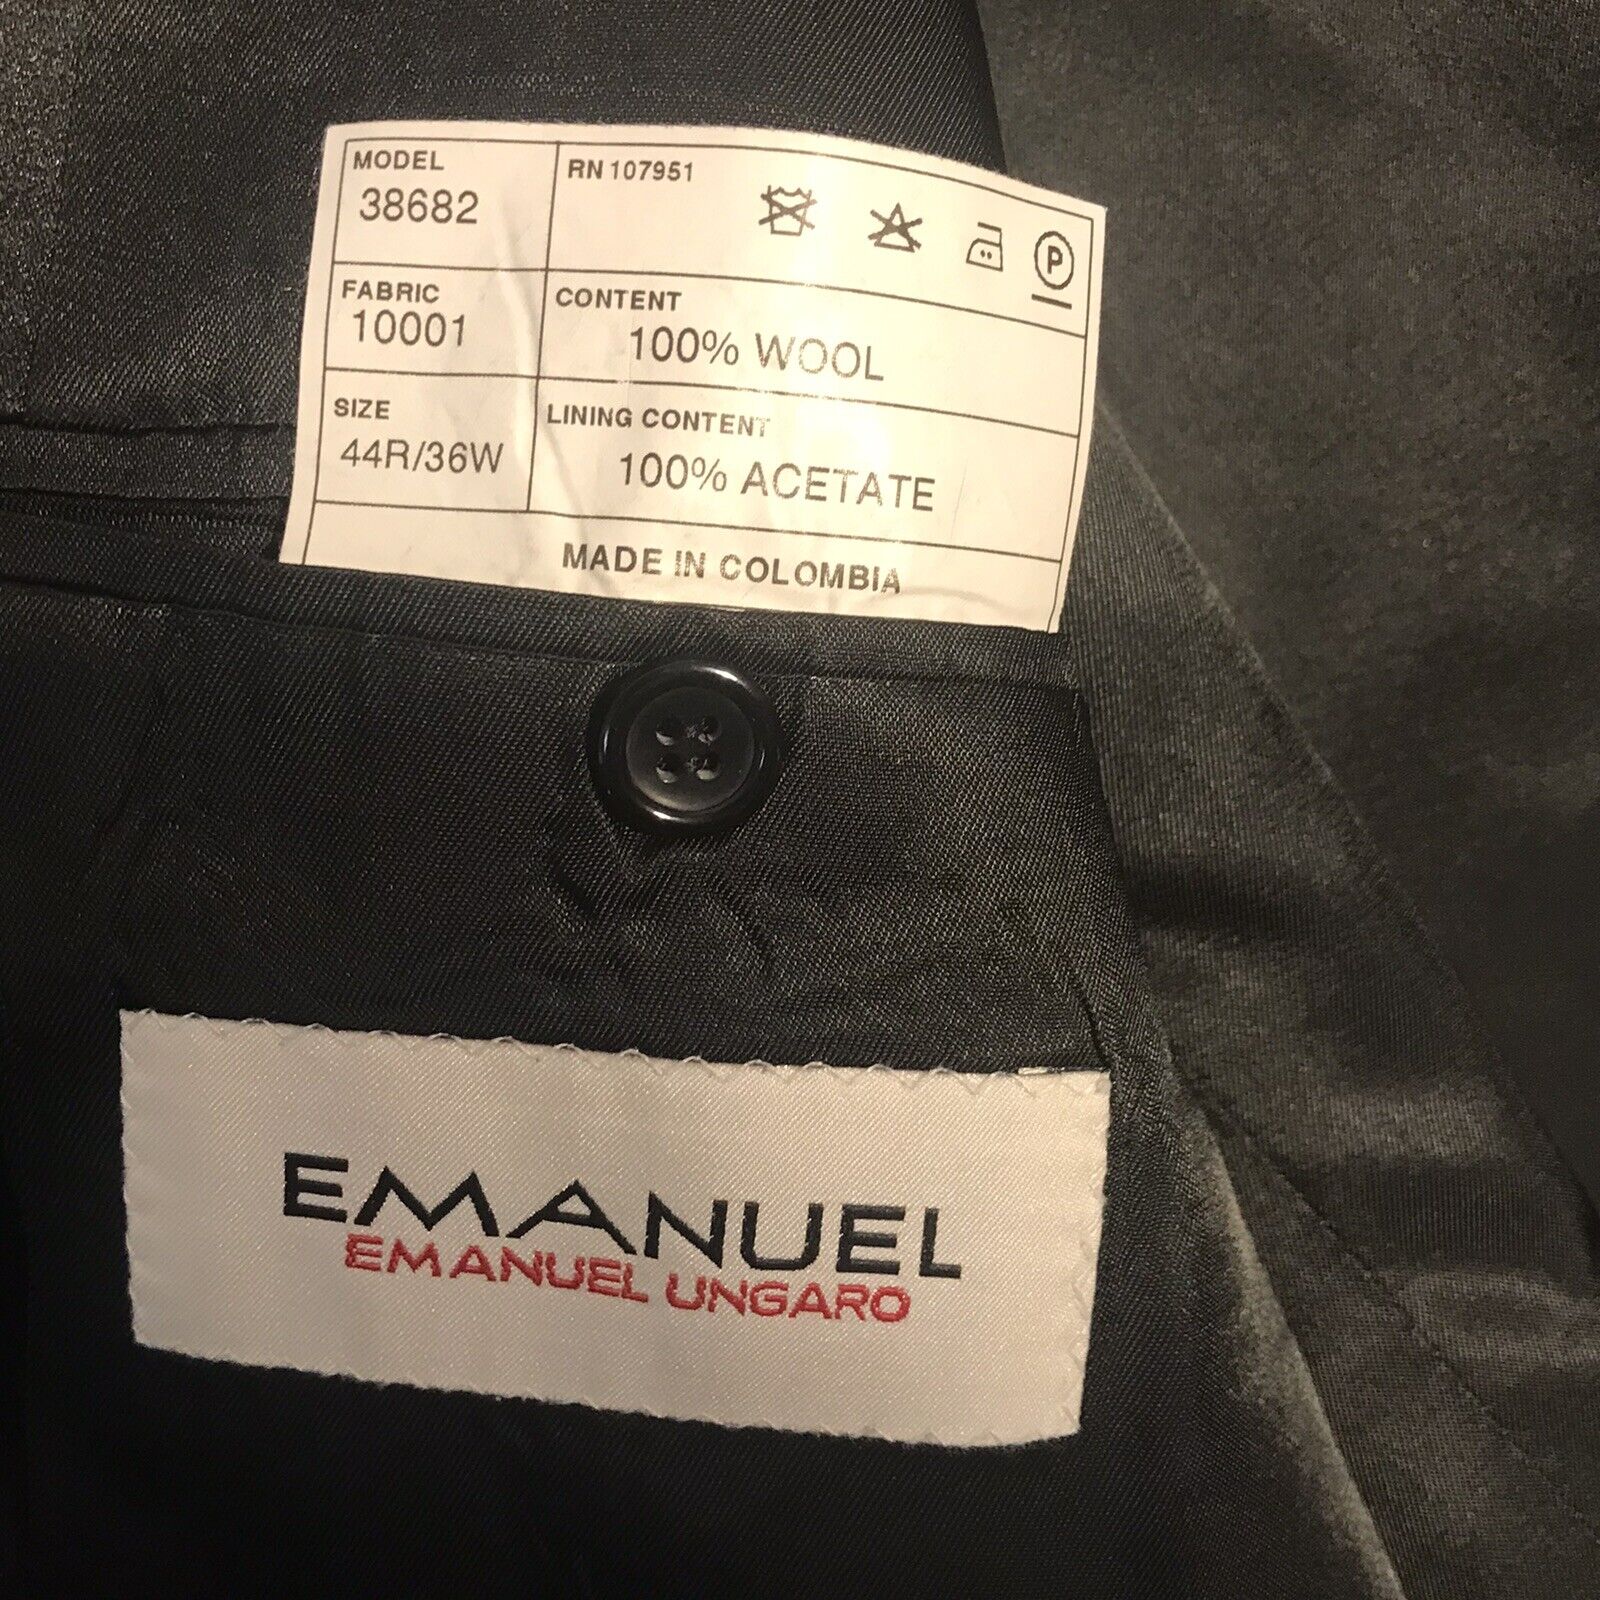 MODEL
38682
RN 107951
P
FABRIC
10001
CONTENT
100% WOOL
SIZE
44R/36W
LINING CONTENT
100% ACETATE
MADE IN COLOMBIA
EMANUEL
EMANUEL UNGARO